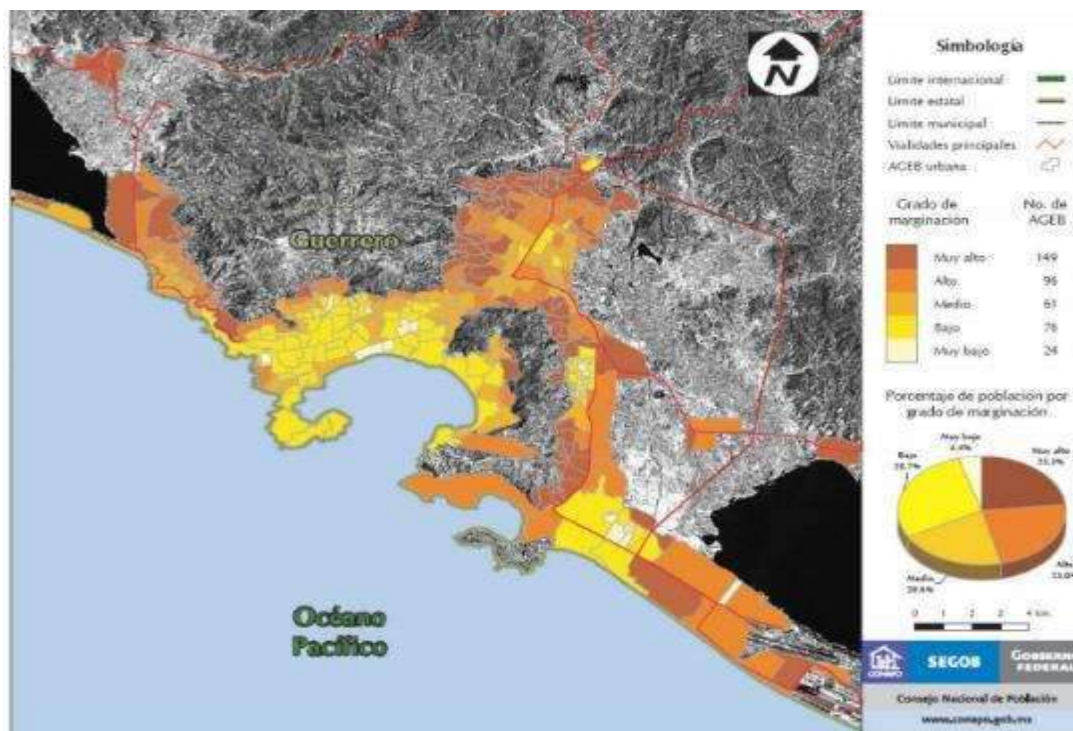 Simbología
Límite internacional
Límite estatal
Límite municipal
Vialidades principales
AGEB urbana
Grado de marginación
No. de AGEB
Muy alto 149
Alto 96
Medio 61
Bajo 76
Muy bajo 24
Porcentaje de población por
grado de marginación
Muy bajo
Muy alto
Bajo
Alto
Medio
0 1 2 4 km
N
Guerrero
Océano
Pacífico
CONAPO
SEGOB
GOBIERNO
FEDERAL
Consejo Nacional de Población
www.conapo.gob.mx